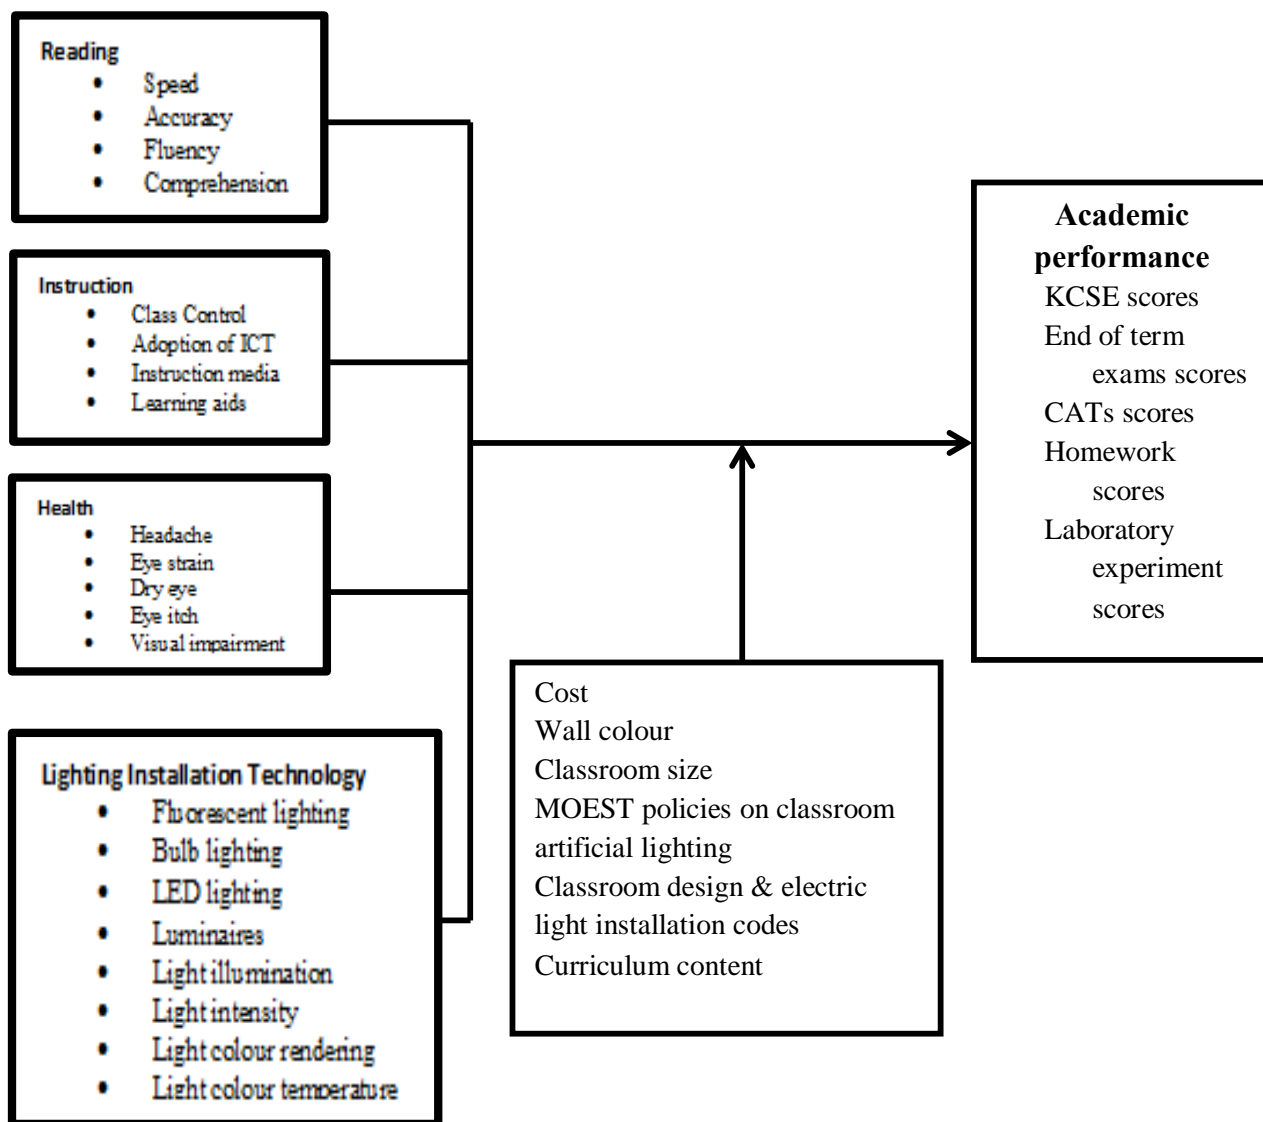 Reading
• Speed
• Accuracy
• Fluency
• Comprehension
Instruction
• Class Control
• Adoption of ICT
• Instruction media
• Learning aids
Health
• Headache
• Eye strain
• Dry eye
• Eye itch
• Visual impairment
Lighting Installation Technology
• Fluorescent lighting
• Bulb lighting
• LED lighting
• Luminaires
• Light illumination
• Light intensity
• Light colour rendering
• Light colour temperature
Cost
Wall colour
Classroom size
MOEST policies on classroom
artificial lighting
Classroom design & electric
light installation codes
Curriculum content
Academic
performance
KCSE scores
End of term
exams scores
CATs scores
Homework
scores
Laboratory
experiment
scores